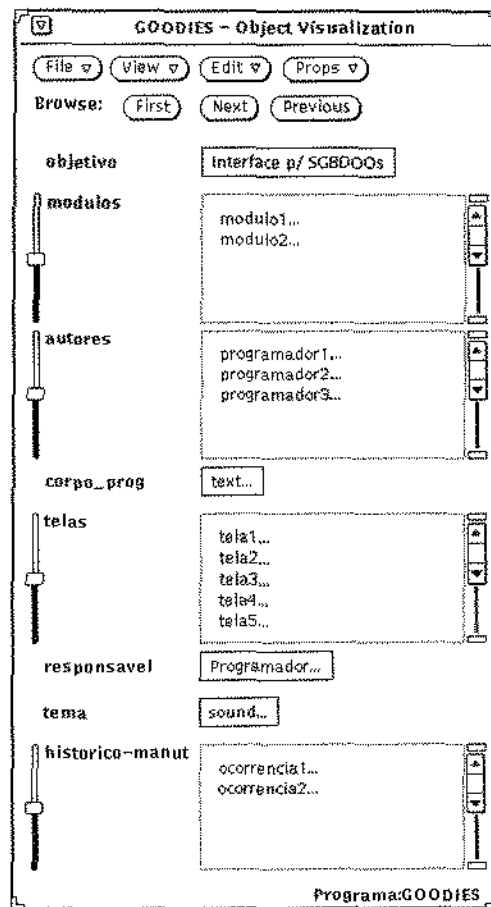 GOODIES - Object Visualization
File View Edit Props
Browse: First Next Previous
objetivo Interface p/ SGBDOOs
modulos
modulo1...
modulo2...
autores
programador1...
programador2...
programador3...
corpo_prog text...
telas
tela1...
tela2...
tela3...
tela4...
tela5...
responsavel Programador...
tema sound...
historico-manut
ocorrencia1...
ocorrencia2...
Programa:GOODIES